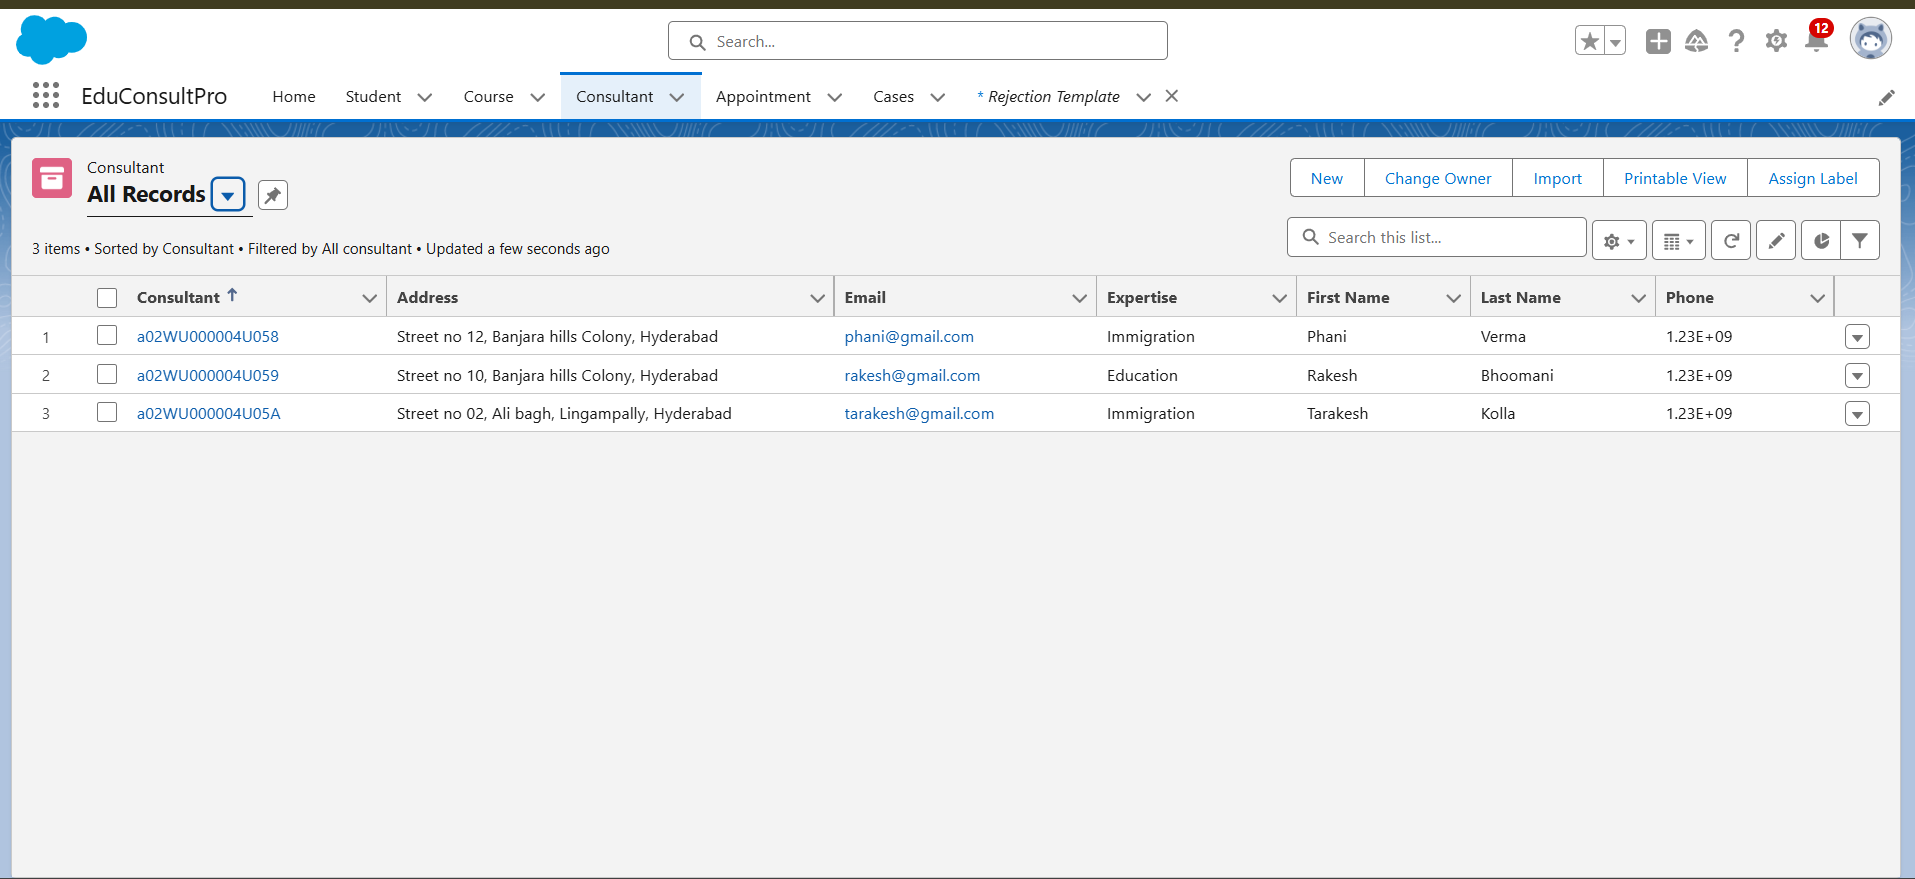 Search...
12
EduConsultPro
Home
Student
Course
Consultant
Appointment
Cases
* Rejection Template
Consultant
All Records
New
Change Owner
Import
Printable View
Assign Label
3 items • Sorted by Consultant • Filtered by All consultant • Updated a few seconds ago
Search this list...
Consultant Address Email Expertise First Name Last Name Phone
1 a02WU000004U058 Street no 12, Banjara hills Colony, Hyderabad phani@gmail.com Immigration Phani Verma 1.23E+09
2 a02WU000004U059 Street no 10, Banjara hills Colony, Hyderabad rakesh@gmail.com Education Rakesh Bhoomani 1.23E+09
3 a02WU000004U05A Street no 02, Ali bagh, Lingampally, Hyderabad tarakesh@gmail.com Immigration Tarakesh Kolla 1.23E+09